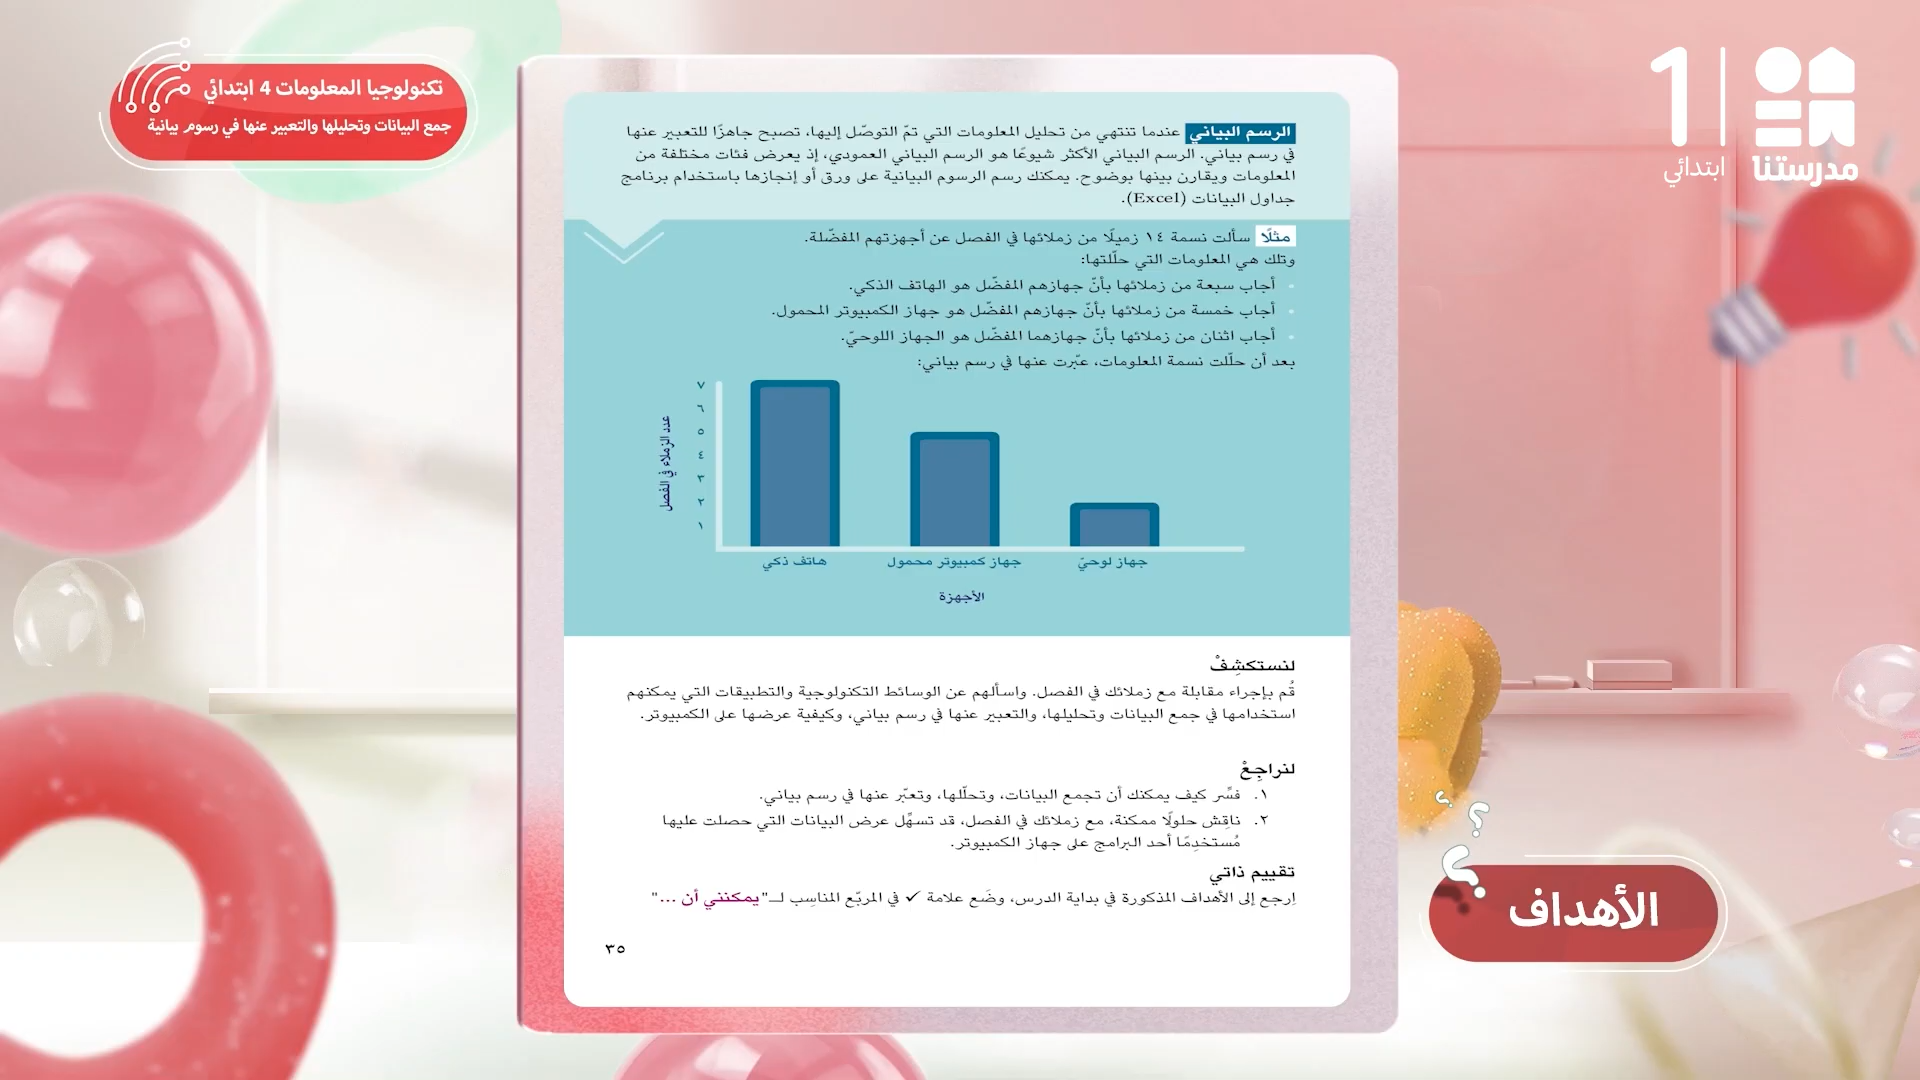 تكنولوجيا المعلومات 4 ابتدائي
جمع البيانات وتحليلها والتعبير عنها في رسوم بيانية
1 ابتدائي
مدرستنا
الرسم البياني عندما تنتهي من تحليل المعلومات التي تمّ التوصّل إليها، تصبح جاهزًا للتعبير عنها
في رسم بياني. الرسم البياني الأكثر شيوعًا هو الرسم البياني العمودي، إذ يعرض فئات مختلفة من
المعلومات ويقارن بينها بوضوح. يمكنك رسم الرسوم البيانية على ورق أو إنجازها باستخدام برنامج
جداول البيانات (Excel).
مثلًا سألت نسمة ١٤ زميلًا من زملائها في الفصل عن أجهزتهم المفضّلة.
وتلك هي المعلومات التي حلّلتها:
• أجاب سبعة من زملائها بأنّ جهازهم المفضّل هو الهاتف الذكي.
• أجاب خمسة من زملائها بأنّ جهازهم المفضّل هو جهاز الكمبيوتر المحمول.
• أجاب اثنان من زملائها بأنّ جهازهما المفضّل هو الجهاز اللوحيّ.
بعد أن حلّلت نسمة المعلومات، عبّرت عنها في رسم بياني:
عدد الزملاء في الفصل
٧
٦
٥
٤
٣
٢
١
هاتف ذكي
جهاز كمبيوتر محمول
جهاز لوحيّ
الأجهزة
لنستكشِفْ
قُم بإجراء مقابلة مع زملائك في الفصل. واسألهم عن الوسائط التكنولوجية والتطبيقات التي يمكنهم
استخدامها في جمع البيانات وتحليلها، والتعبير عنها في رسم بياني، وكيفية عرضها على الكمبيوتر.
لنراجِعْ
١. فسِّر كيف يمكنك أن تجمع البيانات، وتحلّلها، وتعبّر عنها في رسم بياني.
٢. ناقِش حلولًا ممكنة، مع زملائك في الفصل، قد تسهّل عرض البيانات التي حصلت عليها
مُستخدِمًا أحد البرامج على جهاز الكمبيوتر.
تقييم ذاتي
اِرجع إلى الأهداف المذكورة في بداية الدرس، وضَع علامة ✓ في المربّع المناسِب لــ"يمكنني أن ..."
٣٥
الأهداف